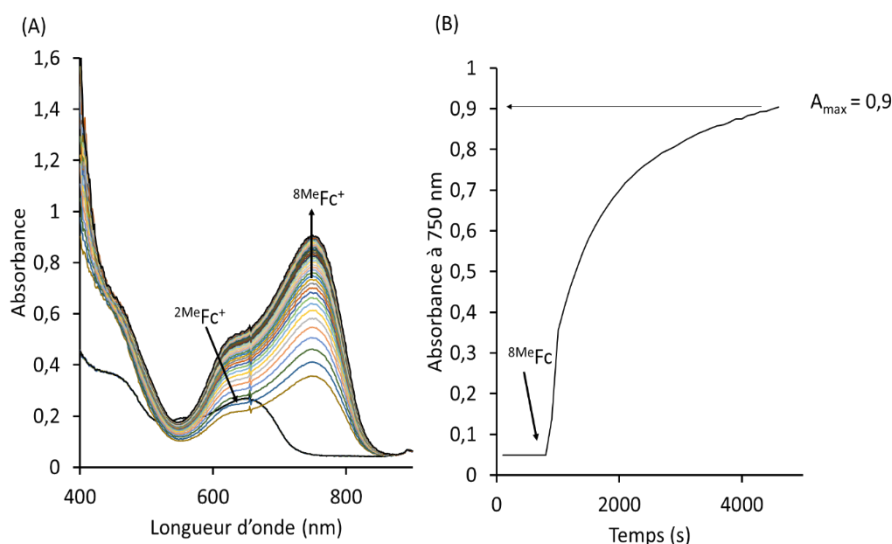 (A)
1,6
1,4
1,2
1
0,8
0,6
0,4
0,2
0
400
600
800
Absorbance
Longueur d'onde (nm)
8MeFc+
2MeFc+
(B)
1
0,9
0,8
0,7
0,6
0,5
0,4
0,3
0,2
0,1
0
0
2000
4000
Absorbance à 750 nm
Temps (s)
8MeFc
Amax = 0,9